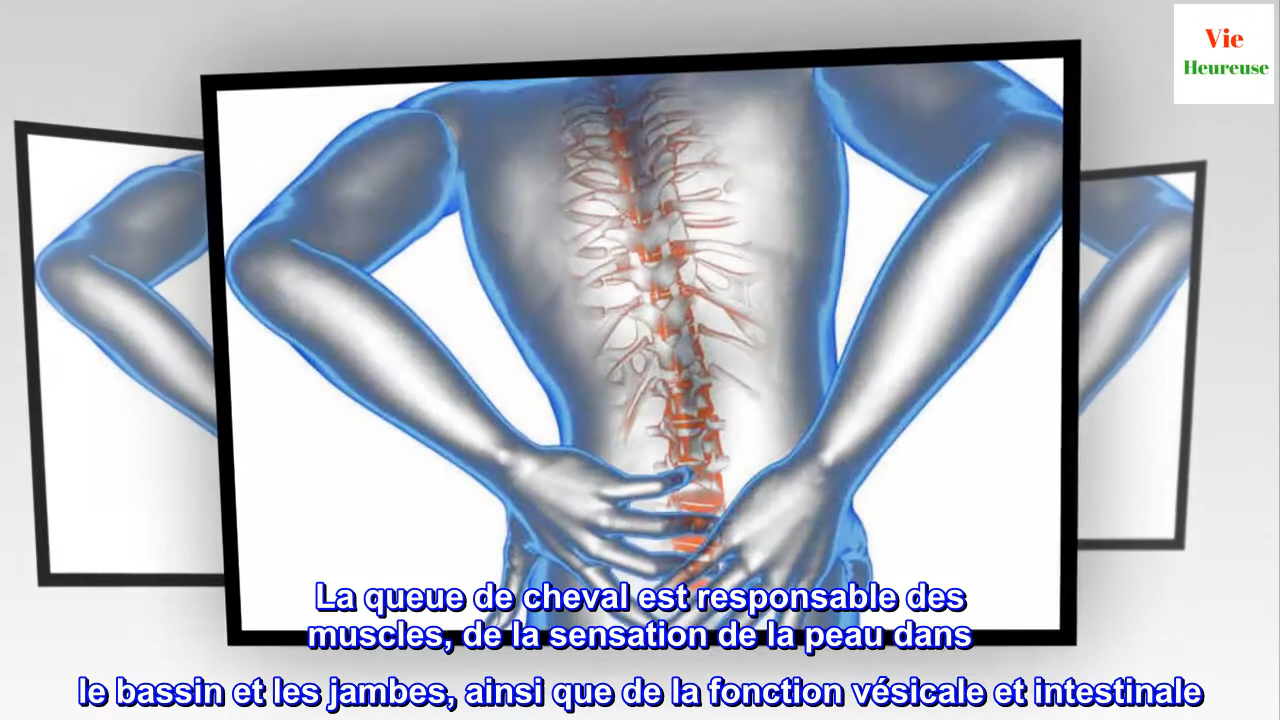 Vie
Heureuse
La queue de cheval est responsable des
muscles, de la sensation de la peau dans
le bassin et les jambes, ainsi que de la fonction vésicale et intestinale